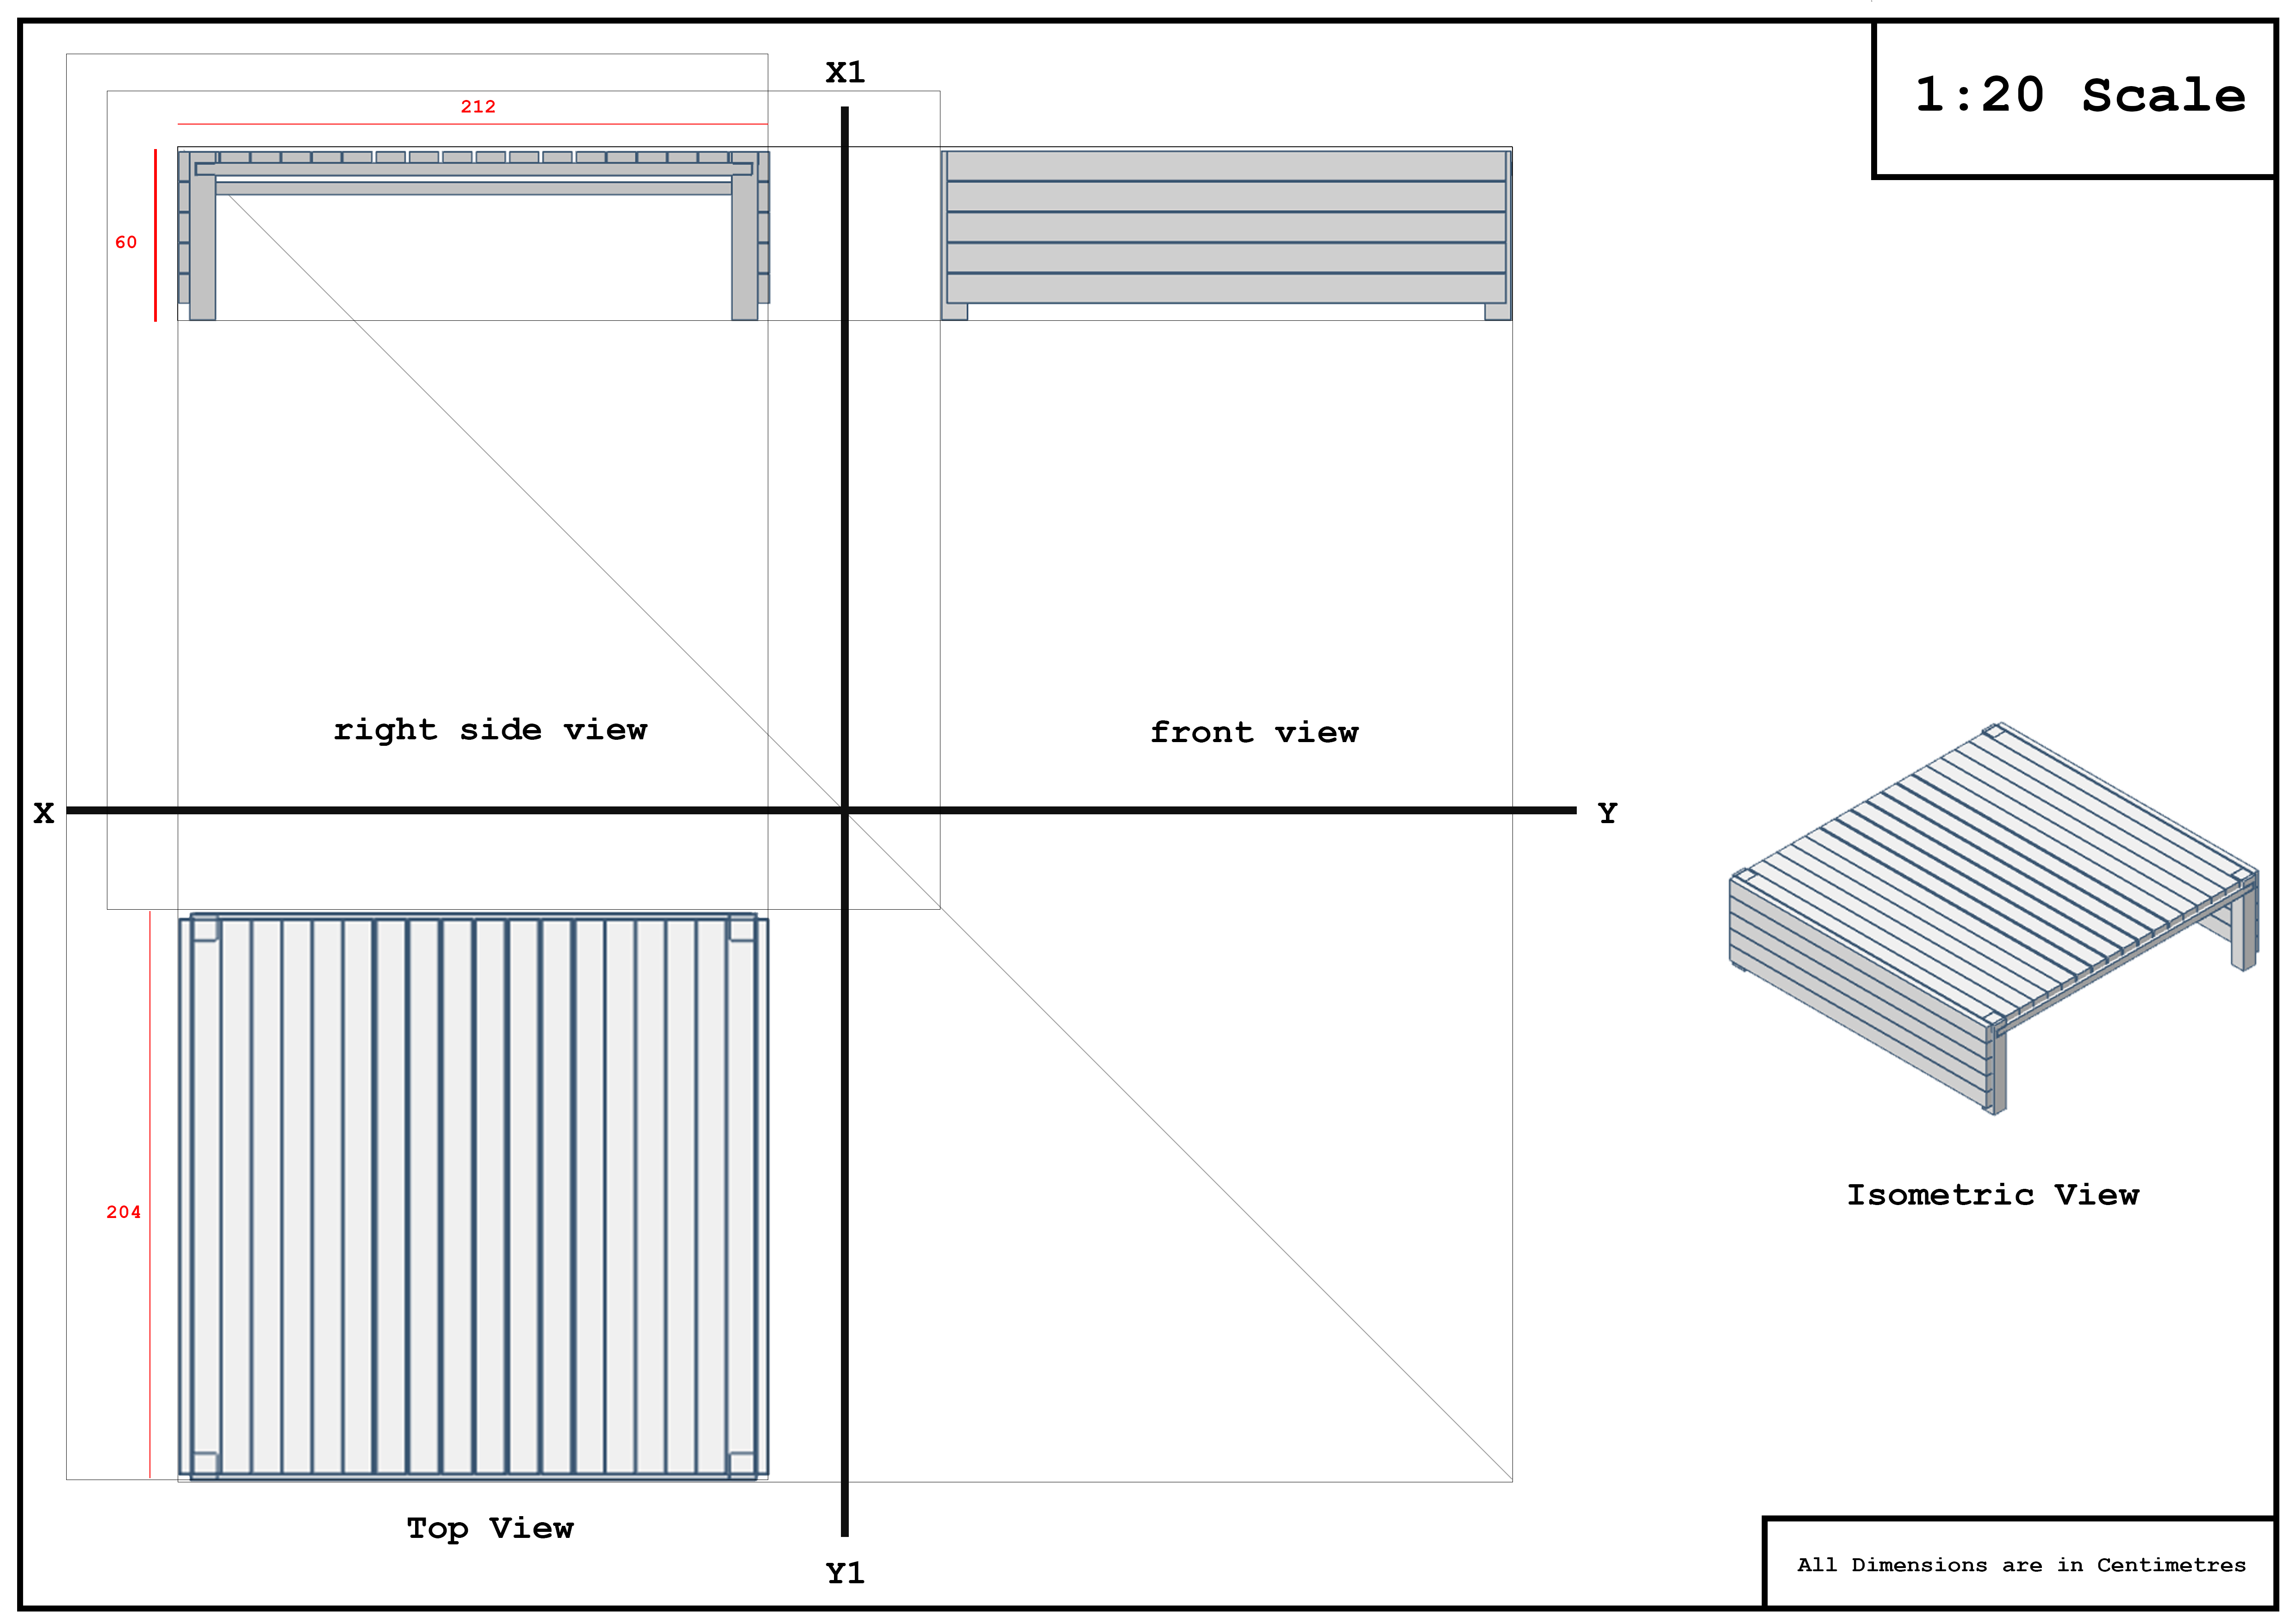 X1
1:20 Scale
212
60
right side view
front view
X
Y
204
Isometric View
Top View
Y1
All Dimensions are in Centimetres